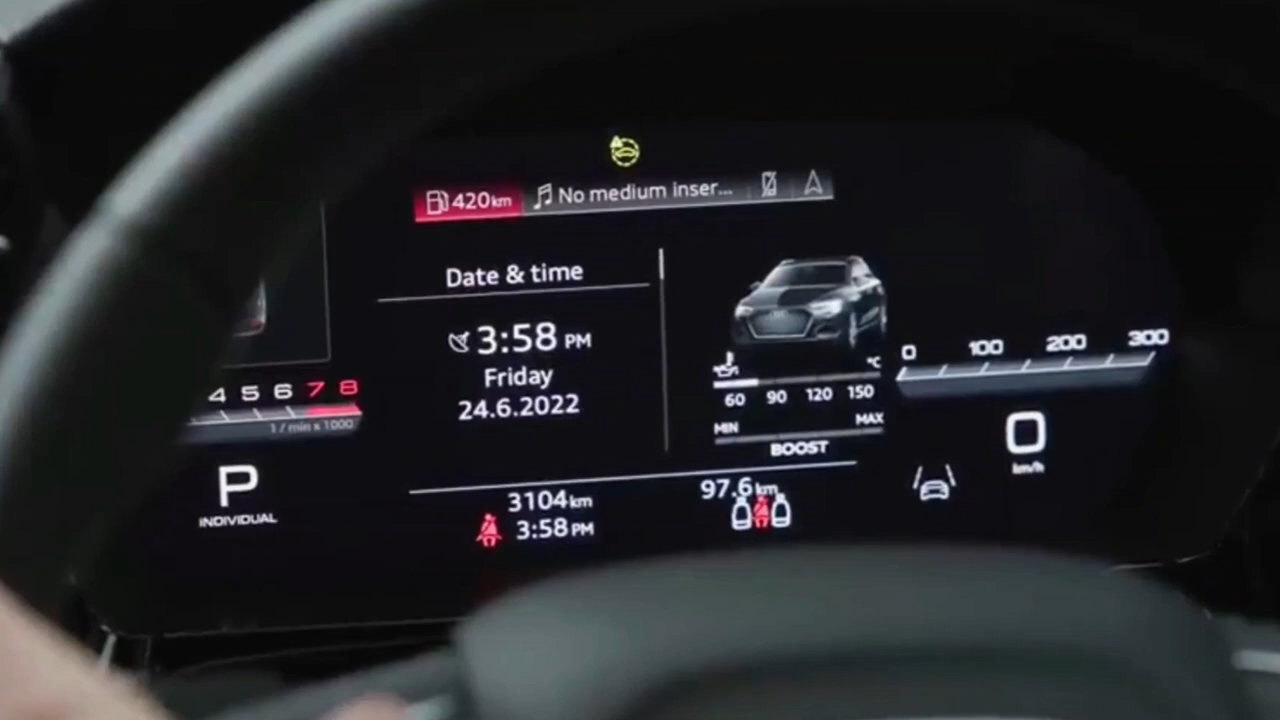 420km No medium inser...
Date & time
3:58 PM
Friday
24.6.2022
4 5 6 7 8
1 / min x 1000
P
INDIVIDUAL
°C
60 90 120 150
MIN MAX
BOOST
0 100 200 300
0
km/h
3104km
97.6 km
3:58 PM